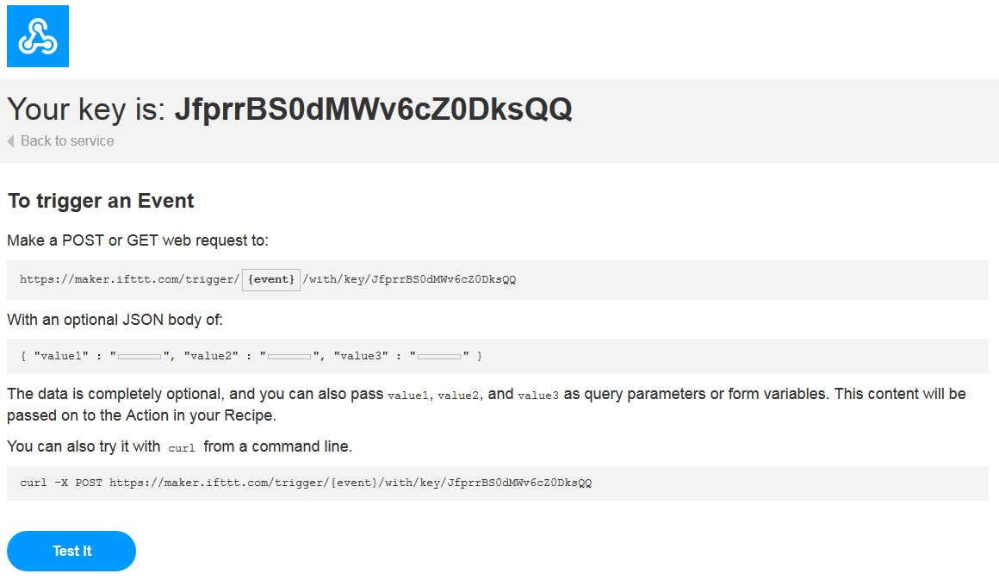 Your key is: JfprrBS0dMWv6cZ0DksQQ
Back to service
To trigger an Event
Make a POST or GET web request to:
https://maker.ifttt.com/trigger/ {event} /with/key/JfprrBS0dMWv6cZ0DksQQ
With an optional JSON body of:
{ "value1" : "", "value2" : "", "value3" : "" }
The data is completely optional, and you can also pass value1, value2, and value3 as query parameters or form variables. This content will be
passed on to the Action in your Recipe.
You can also try it with curl from a command line.
curl -X POST https://maker.ifttt.com/trigger/{event}/with/key/JfprrBS0dMWv6cZ0DksQQ
Test It